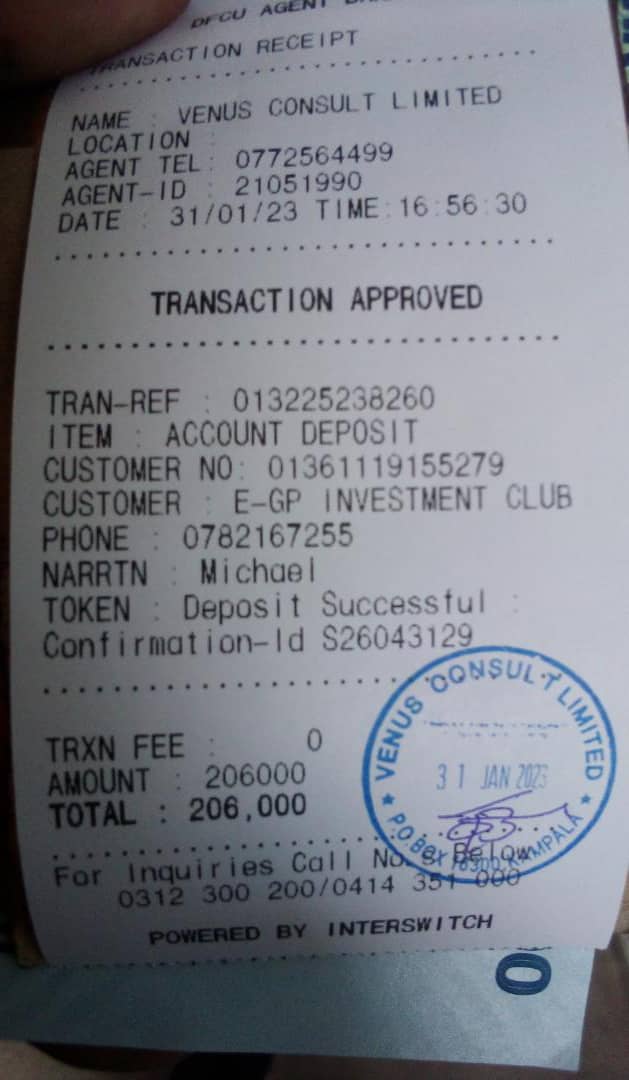 DFCU AGENT
TRANSACTION RECEIPT
NAME : VENUS CONSULT LIMITED
LOCATION :
AGENT TEL: 0772564499
AGENT-ID : 21051990
DATE : 31/01/23 TIME:16:56:30
TRANSACTION APPROVED
TRAN-REF : 013225238260
ITEM : ACCOUNT DEPOSIT
CUSTOMER NO: 01361119155279
CUSTOMER : E-GP INVESTMENT CLUB
PHONE : 0782167255
NARRTN : Michael
TOKEN : Deposit Successful :
Confirmation-Id S26043129
TRXN FEE : 0
AMOUNT : 206000
TOTAL : 206,000
VENUS CONSULT LIMITED
31 JAN 2023
P.O.BOX KAMPALA
For Inquiries Call No.s Below
0312 300 200/0414 351 000
POWERED BY INTERSWITCH
0